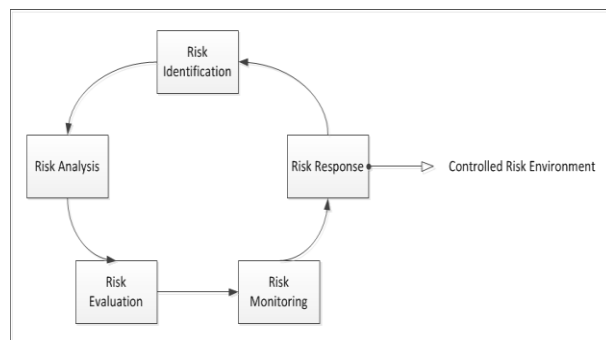 Risk
Identification
Risk Analysis
Risk Response
Controlled Risk Environment
Risk
Evaluation
Risk
Monitoring